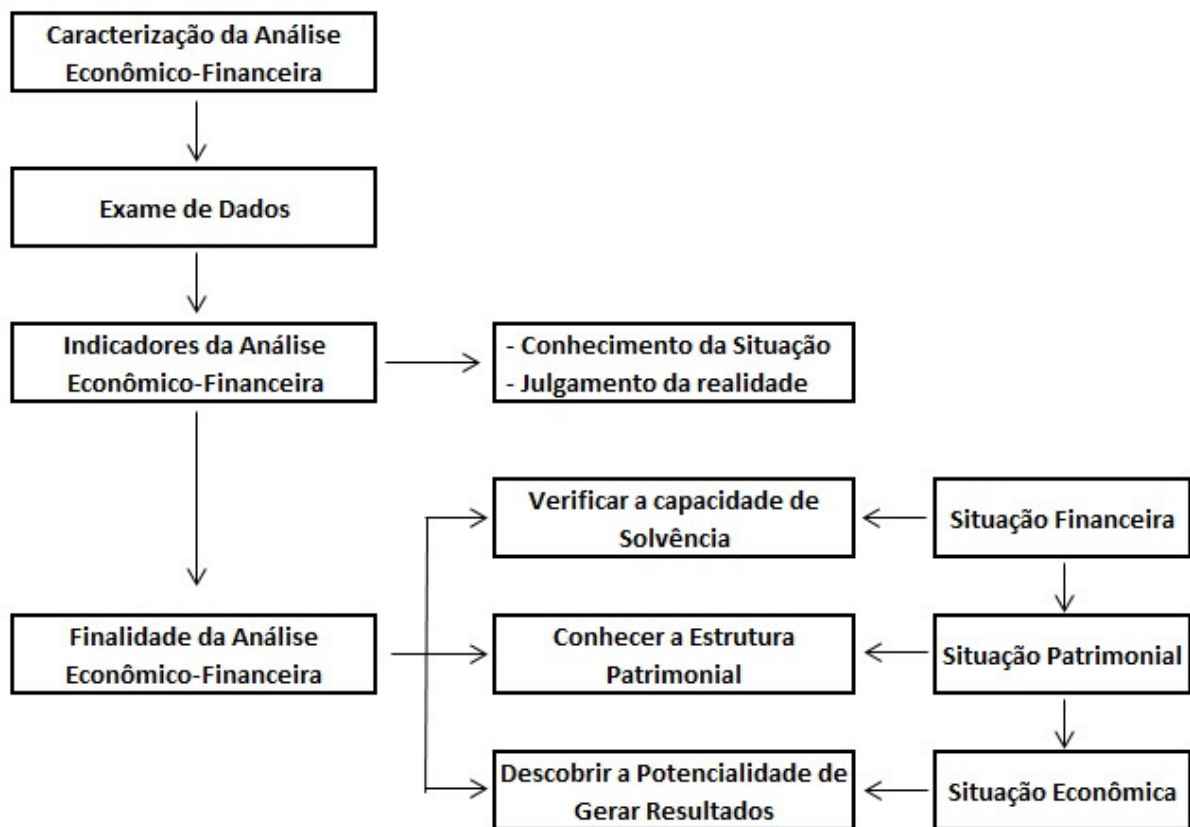 Caracterização da Análise
Econômico-Financeira
Exame de Dados
Indicadores da Análise
Econômico-Financeira
- Conhecimento da Situação
- Julgamento da realidade
Verificar a capacidade de
Solvência
Situação Financeira
Finalidade da Análise
Econômico-Financeira
Conhecer a Estrutura
Patrimonial
Situação Patrimonial
Descobrir a Potencialidade de
Gerar Resultados
Situação Econômica